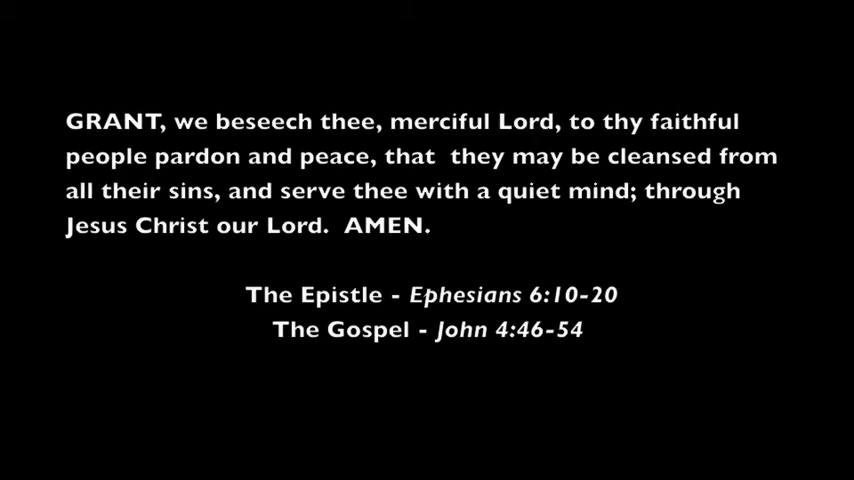 GRANT, we beseech thee, merciful Lord, to thy faithful
people pardon and peace, that  they may be cleansed from
all their sins, and serve thee with a quiet mind; through
Jesus Christ our Lord.  AMEN.
The Epistle - Ephesians 6:10-20
The Gospel - John 4:46-54